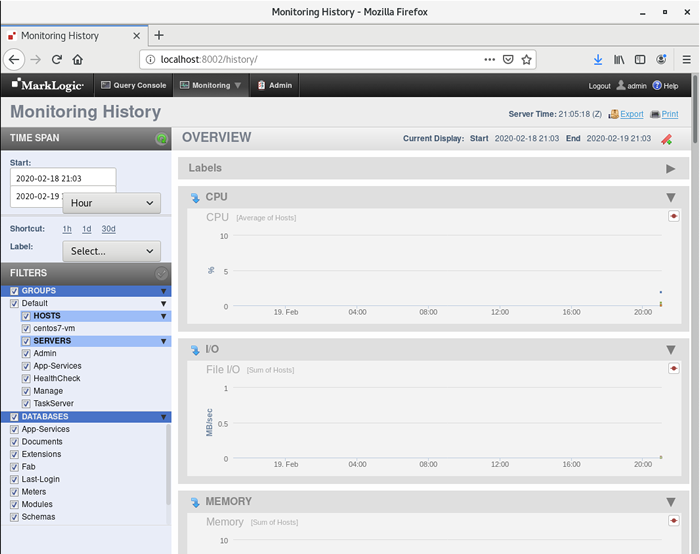 Monitoring History - Mozilla Firefox
Monitoring History
localhost:8002/history/
MarkLogic Query Console Monitoring Admin Logout admin Help
Monitoring History
Server Time: 21:05:18 (Z) Export Print
TIME SPAN
Start:
2020-02-18 21:03
2020-02-19
Hour
Shortcut: 1h 1d 30d
Label: Select...
FILTERS
GROUPS
Default
HOSTS
centos7-vm
SERVERS
Admin
App-Services
HealthCheck
Manage
TaskServer
DATABASES
App-Services
Documents
Extensions
Fab
Last-Login
Meters
Modules
Schemas
OVERVIEW
Current Display: Start 2020-02-18 21:03 End 2020-02-19 21:03
Labels
CPU
CPU [Average of Hosts]
10
%
5
0
19. Feb 04:00 08:00 12:00 16:00 20:00
I/O
File I/O [Sum of Hosts]
1
MB/sec
0.5
0
19. Feb 04:00 08:00 12:00 16:00 20:00
MEMORY
Memory [Sum of Hosts]
10